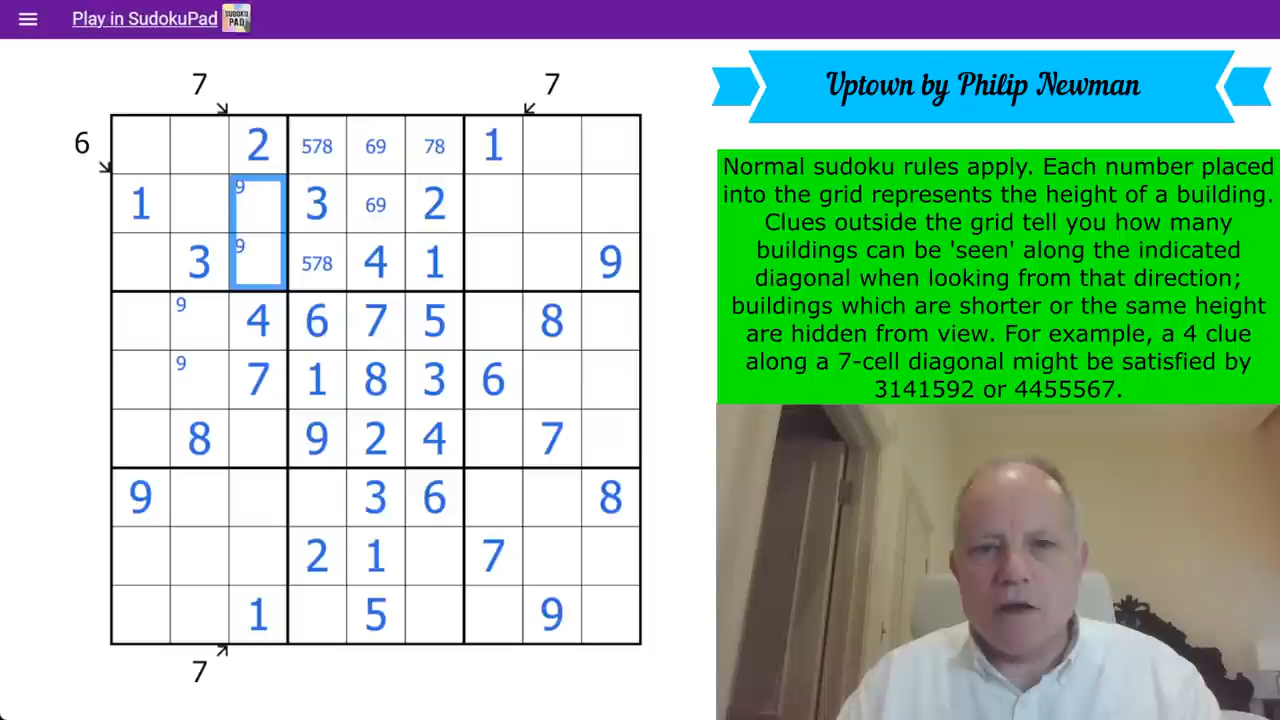 Play in SudokuPad
SUDOKU
PAD
Uptown by Philip Newman
7 7
6 2 578 69 78 1
1 9 3 69 2
3 9 578 4 1 9
9 4 6 7 5 8
9 7 1 8 3 6
8 9 2 4 7
9 3 6 8
2 1 7
1 5 9
7
Normal sudoku rules apply. Each number placed
into the grid represents the height of a building.
Clues outside the grid tell you how many
buildings can be 'seen' along the indicated
diagonal when looking from that direction;
buildings which are shorter or the same height
are hidden from view. For example, a 4 clue
along a 7-cell diagonal might be satisfied by
3141592 or 4455567.